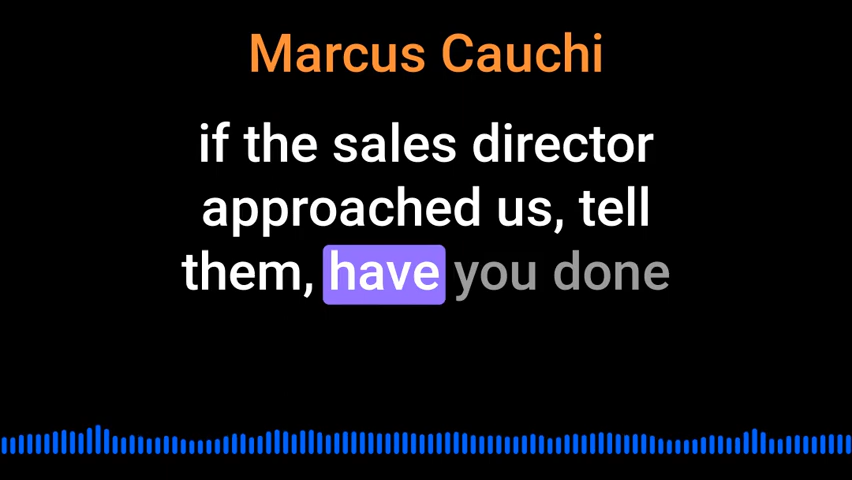 Marcus Cauchi
if the sales director
approached us, tell
them, have you done